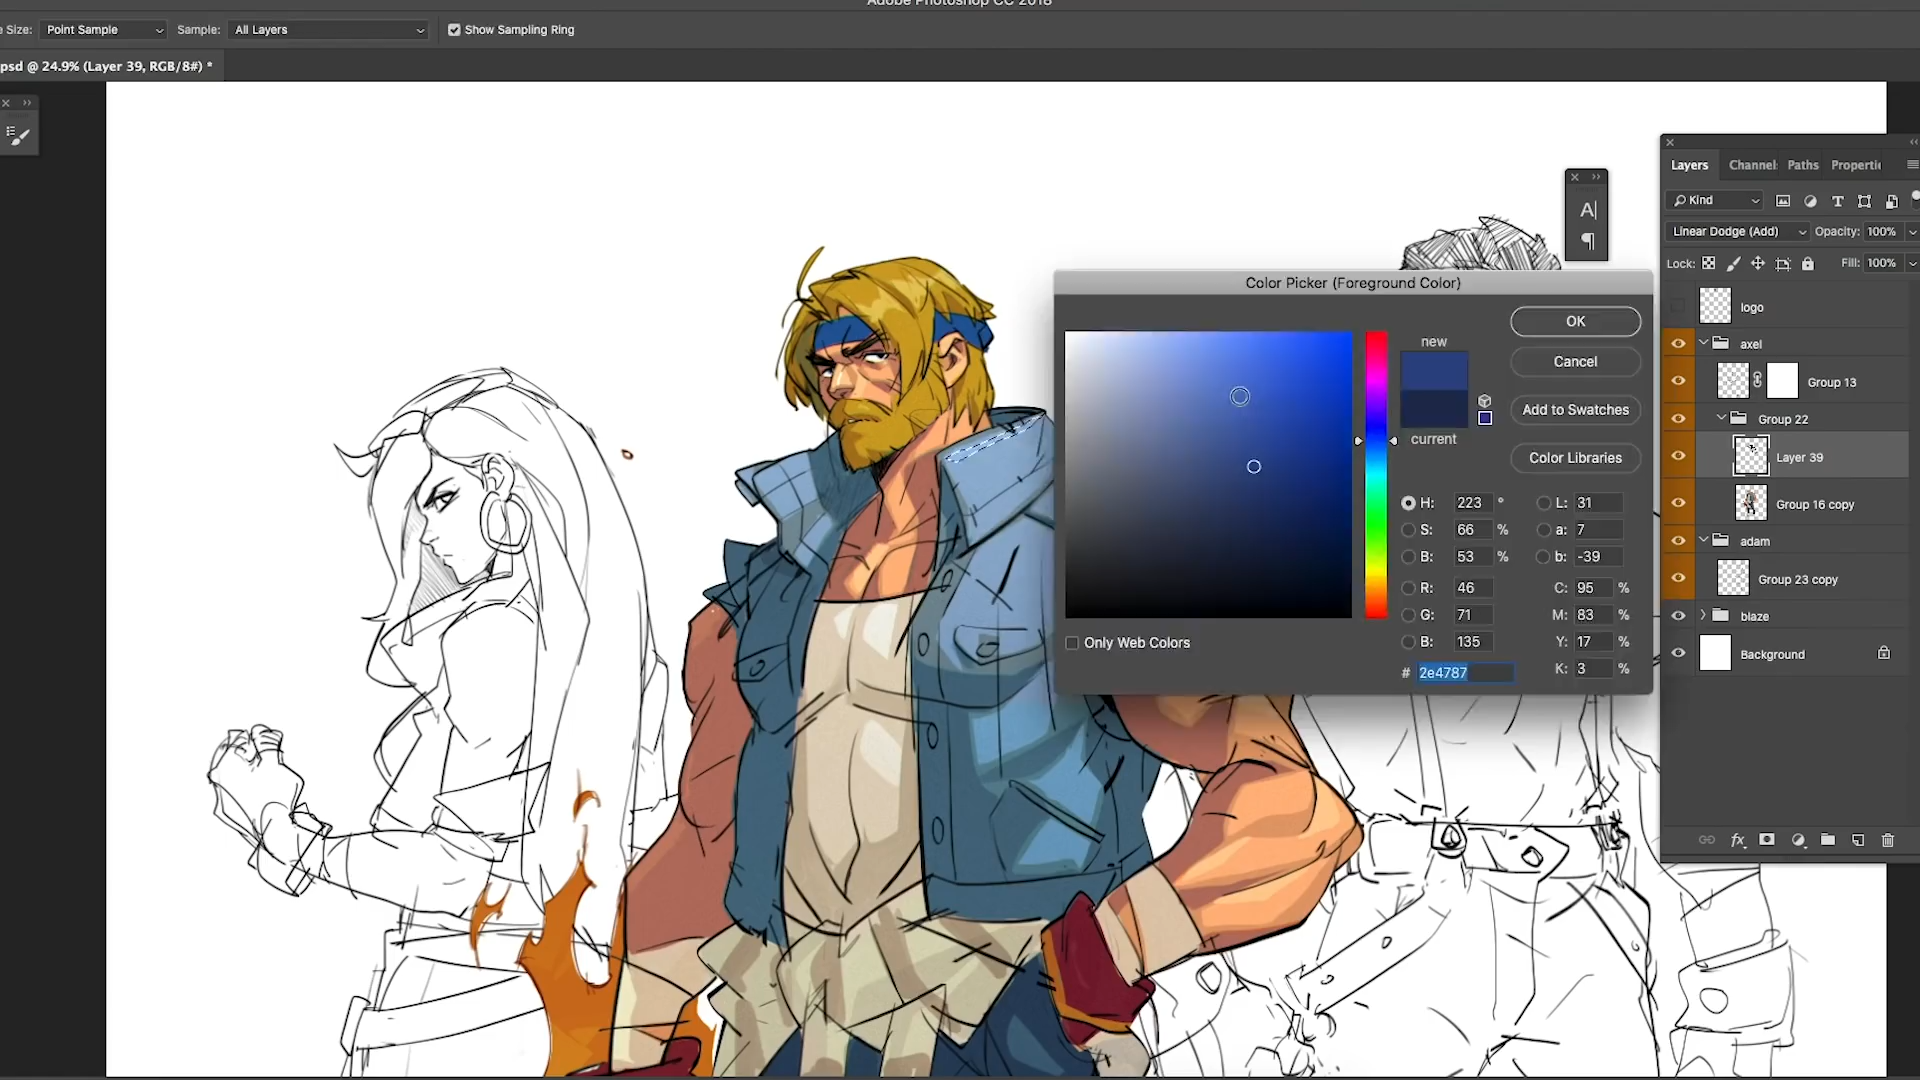 Adobe Photoshop CC 2018
e Size: Point Sample Sample: All Layers Show Sampling Ring
psd @ 24.9% (Layer 39, RGB/8#) *
Layers Channel Paths Properti
Kind
Linear Dodge (Add) Opacity: 100%
Lock: Fill: 100%
logo
axel
Group 13
Group 22
Layer 39
Group 16 copy
adam
Group 23 copy
blaze
Background
fx
A
Color Picker (Foreground Color)
new
current
OK
Cancel
Add to Swatches
Color Libraries
H: 223 ° L: 31
S: 66 % a: 7
B: 53 % b: -39
R: 46 C: 95 %
G: 71 M: 83 %
B: 135 Y: 17 %
# 2e4787 K: 3 %
Only Web Colors